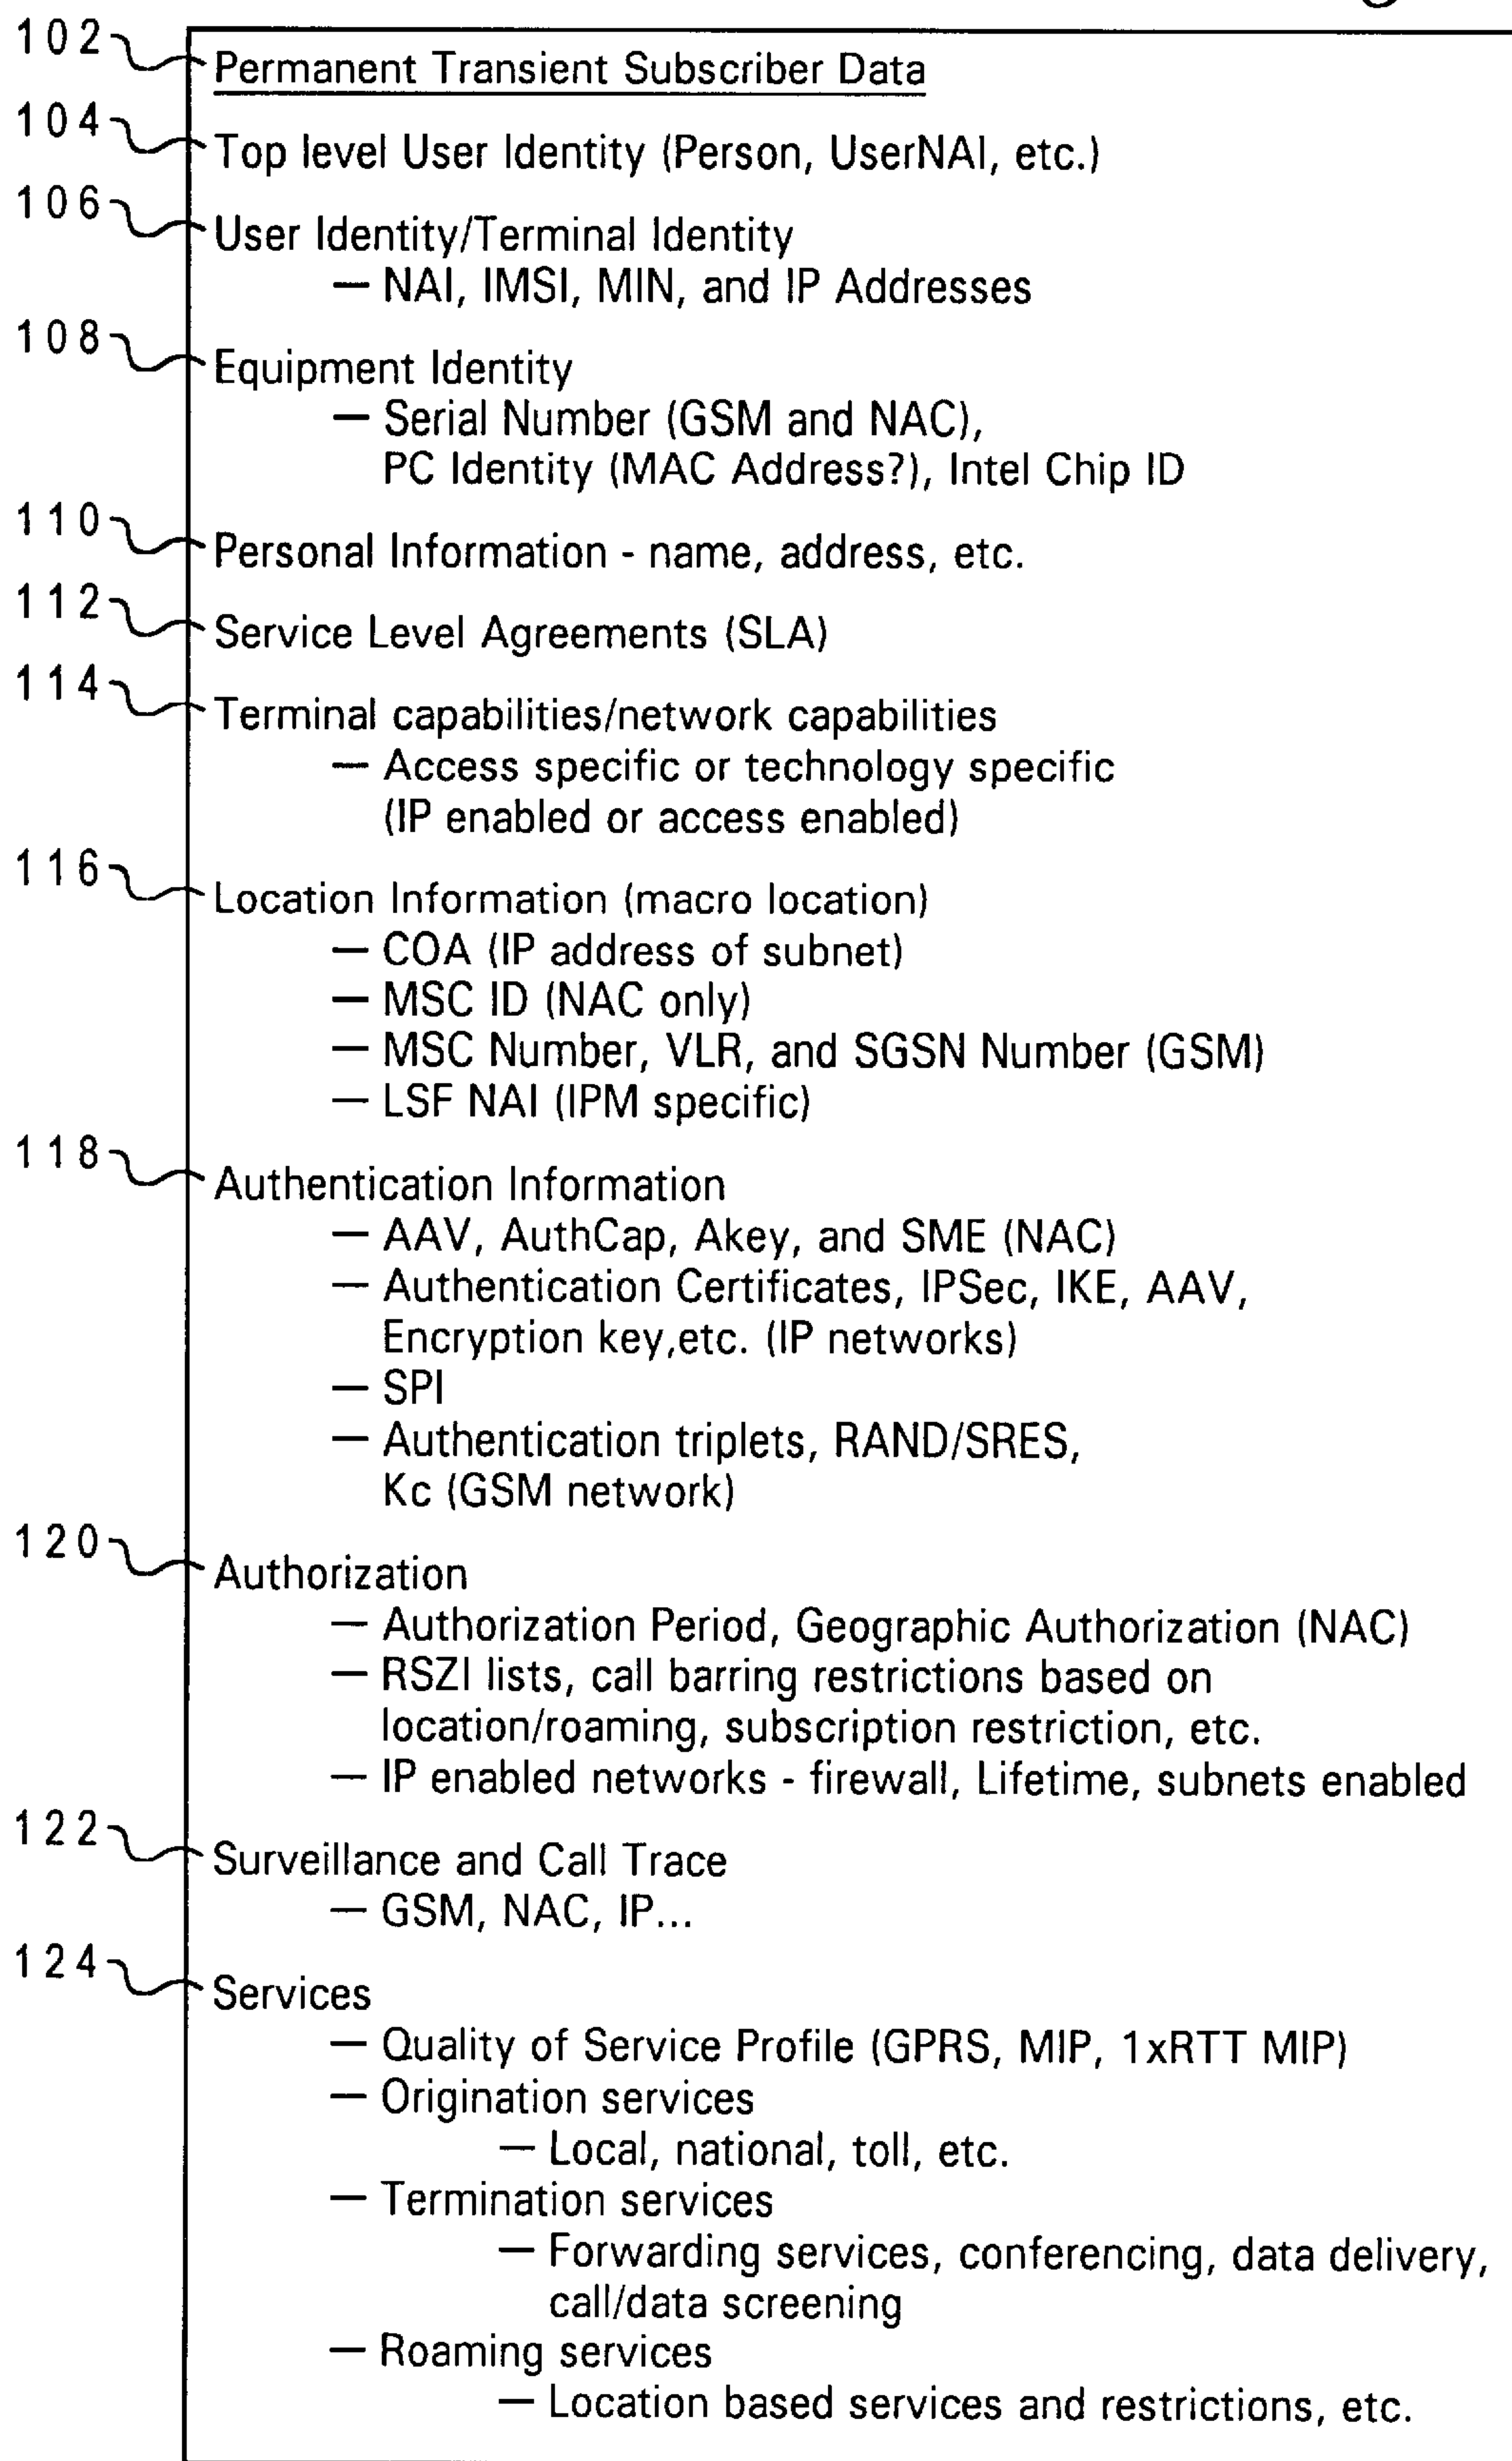 102 Permanent Transient Subscriber Data
104 Top level User Identity (Person, UserNAI, etc.)
106 User Identity/Terminal Identity
— NAI, IMSI, MIN, and IP Addresses
108 Equipment Identity
— Serial Number (GSM and NAC),
PC Identity (MAC Address?), Intel Chip ID
110 Personal Information - name, address, etc.
112 Service Level Agreements (SLA)
114 Terminal capabilities/network capabilities
— Access specific or technology specific
(IP enabled or access enabled)
116 Location Information (macro location)
— COA (IP address of subnet)
— MSC ID (NAC only)
— MSC Number, VLR, and SGSN Number (GSM)
— LSF NAI (IPM specific)
118 Authentication Information
— AAV, AuthCap, Akey, and SME (NAC)
— Authentication Certificates, IPSec, IKE, AAV,
Encryption key,etc. (IP networks)
— SPI
— Authentication triplets, RAND/SRES,
Kc (GSM network)
120 Authorization
— Authorization Period, Geographic Authorization (NAC)
— RSZI lists, call barring restrictions based on
location/roaming, subscription restriction, etc.
— IP enabled networks - firewall, Lifetime, subnets enabled
122 Surveillance and Call Trace
— GSM, NAC, IP...
124 Services
— Quality of Service Profile (GPRS, MIP, 1xRTT MIP)
— Origination services
— Local, national, toll, etc.
— Termination services
— Forwarding services, conferencing, data delivery,
call/data screening
— Roaming services
— Location based services and restrictions, etc.